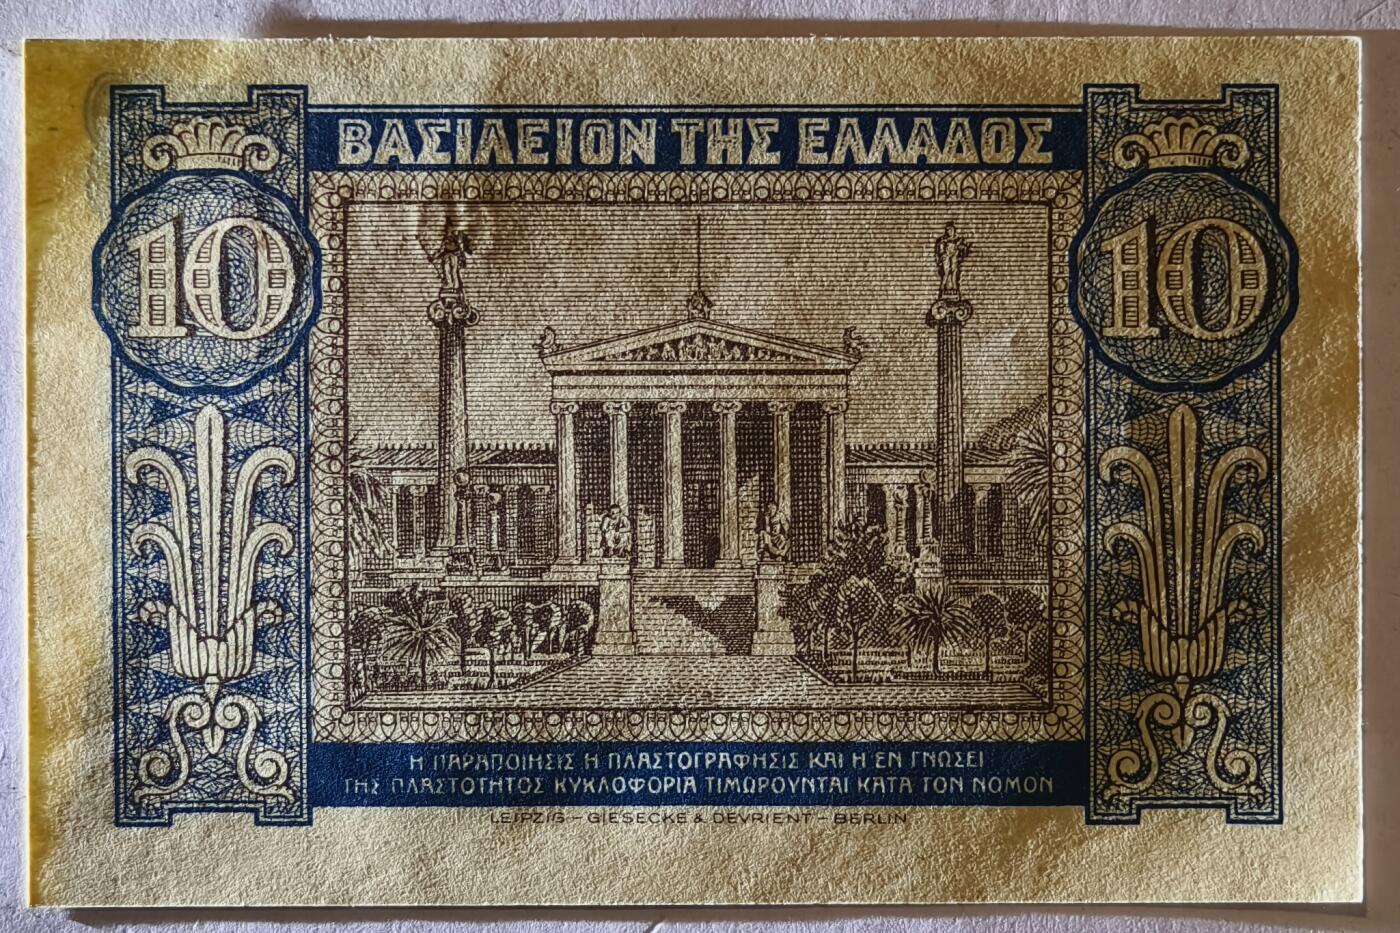 ΒΑΣΙΛΕΙΟΝ ΤΗΣ ΕΛΛΑΔΟΣ
10 10
Η ΠΑΡΑΠΟΙΗΣΙΣ Η ΠΛΑΣΤΟΓΡΑΦΗΣΙΣ ΚΑΙ Η ΕΝ ΓΝΩΣΕΙ
ΤΗΣ ΠΛΑΣΤΟΤΗΤΟΣ ΚΥΚΛΟΦΟΡΙΑ ΤΙΜΩΡΟΥΝΤΑΙ ΚΑΤΑ ΤΟΝ ΝΟΜΟΝ
LEIPZIG – GIESECKE & DEVRIENT – BERLIN